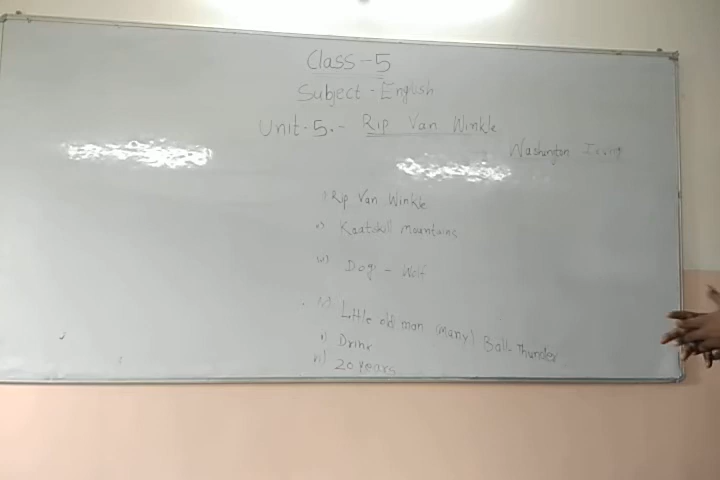 Class - 5
Subject - English
Unit - 5. - Rip Van Winkle
Washington Irving
i) Rip Van Winkle
ii) Kaatskill mountains
iii) Dog - Wolf
iv) Little old man (many) Ball - Thunder
v) Drink
vi) 20 years